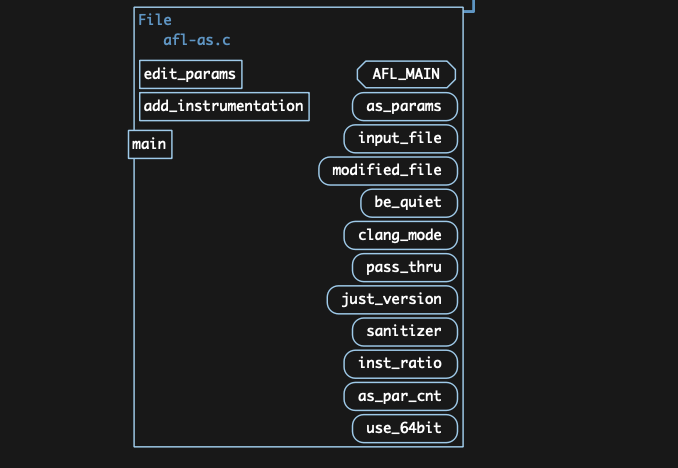 File
afl-as.c
edit_params
AFL_MAIN
add_instrumentation
as_params
main
input_file
modified_file
be_quiet
clang_mode
pass_thru
just_version
sanitizer
inst_ratio
as_par_cnt
use_64bit